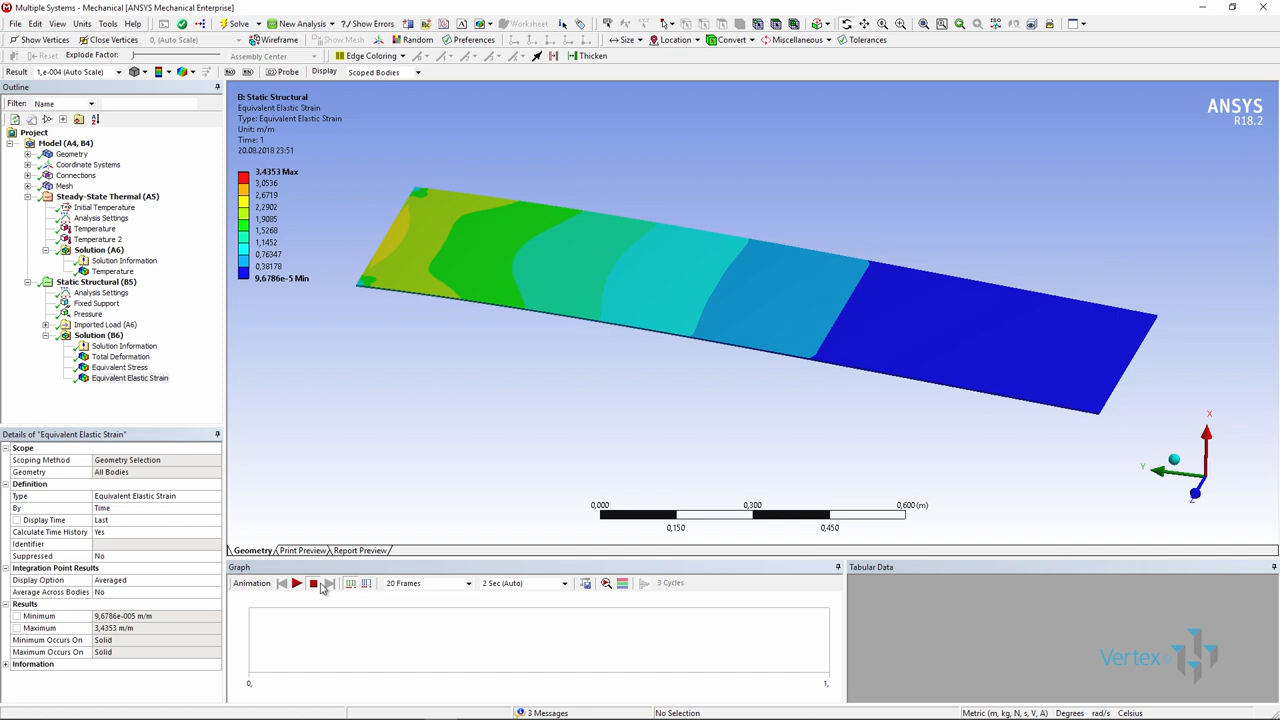 Multiple Systems - Mechanical [ANSYS Mechanical Enterprise]
File Edit View Units Tools Help Solve New Analysis ? Show Errors Worksheet
Show Vertices Close Vertices 0, (Auto Scale) Wireframe Show Mesh Random Preferences Size Location Convert Miscellaneous Tolerances
Reset Explode Factor: Assembly Center Edge Coloring Thicken
Result 1,e-004 (Auto Scale) Probe Display Scoped Bodies
Outline
Filter: Name
Project
Model (A4, B4)
Geometry
Coordinate Systems
Connections
Mesh
Steady-State Thermal (A5)
Initial Temperature
Analysis Settings
Temperature
Temperature 2
Solution (A6)
Solution Information
Temperature
Static Structural (B5)
Analysis Settings
Fixed Support
Pressure
Imported Load (A6)
Solution (B6)
Solution Information
Total Deformation
Equivalent Stress
Equivalent Elastic Strain
B: Static Structural
Equivalent Elastic Strain
Type: Equivalent Elastic Strain
Unit: m/m
Time: 1
20.08.2018 23:51
3,4353 Max
3,0536
2,6719
2,2902
1,9085
1,5268
1,1452
0,76347
0,38178
9,6786e-5 Min
ANSYS
R18.2
X
Y
Z
0,000 0,300 0,600 (m)
0,150 0,450
Geometry Print Preview Report Preview
Details of "Equivalent Elastic Strain"
Scope
Scoping Method Geometry Selection
Geometry All Bodies
Definition
Type Equivalent Elastic Strain
By Time
Display Time Last
Calculate Time History Yes
Identifier
Suppressed No
Integration Point Results
Display Option Averaged
Average Across Bodies No
Results
Minimum 9,6786e-005 m/m
Maximum 3,4353 m/m
Minimum Occurs On Solid
Maximum Occurs On Solid
Information
Graph
Animation 20 Frames 2 Sec (Auto) 3 Cycles
0, 1,
Tabular Data
Vertex
3 Messages No Selection Metric (m, kg, N, s, V, A) Degrees rad/s Celsius